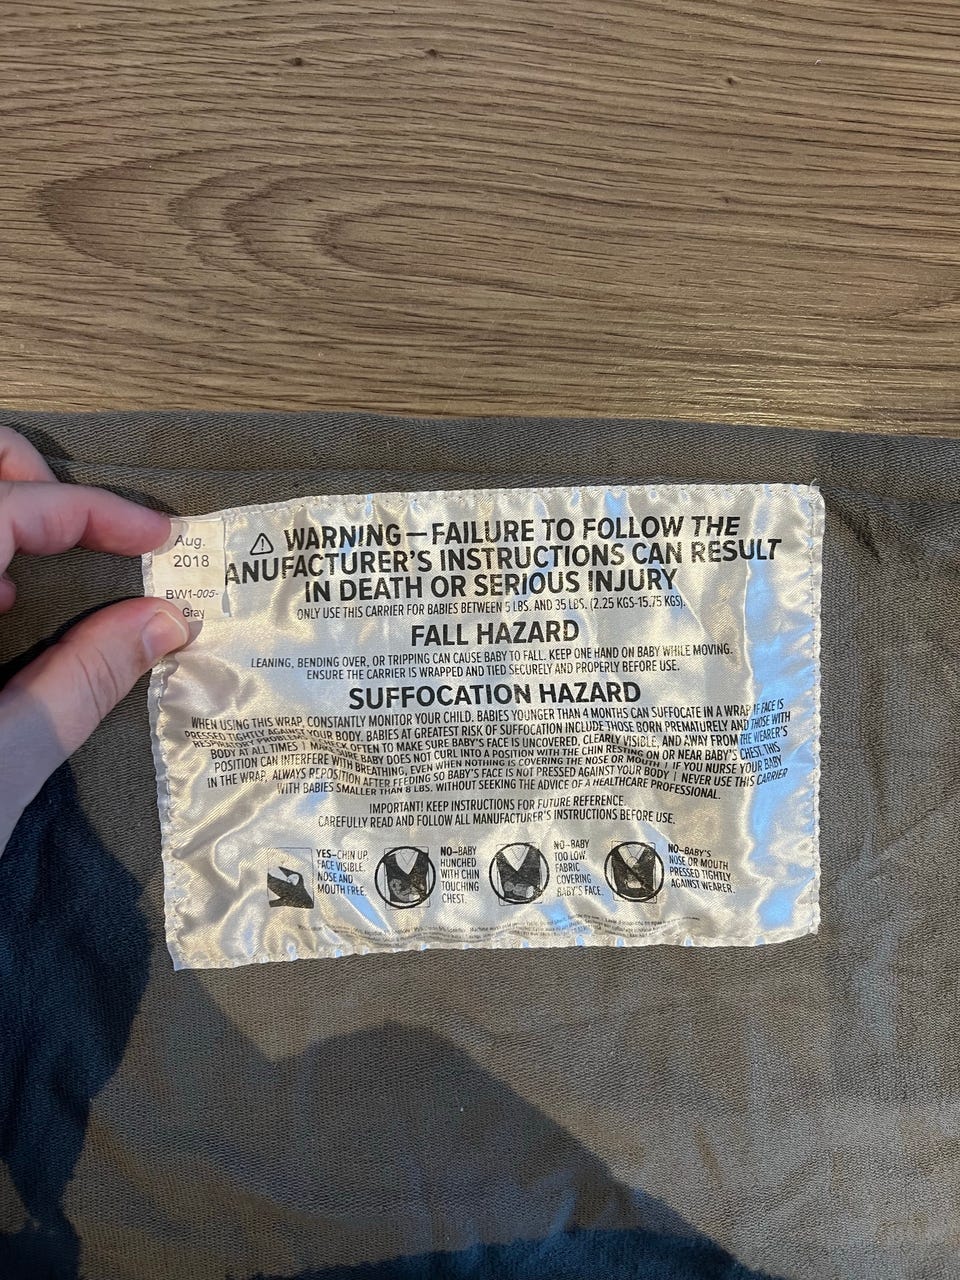 Aug.
2018
BW1-005-
Gray
WARNING—FAILURE TO FOLLOW THE
ANUFACTURER'S INSTRUCTIONS CAN RESULT
IN DEATH OR SERIOUS INJURY
ONLY USE THIS CARRIER FOR BABIES BETWEEN 5 LBS. AND 35 LBS. (2.25 KGS-15.75 KGS).
FALL HAZARD
LEANING, BENDING OVER, OR TRIPPING CAN CAUSE BABY TO FALL. KEEP ONE HAND ON BABY WHILE MOVING.
ENSURE THE CARRIER IS WRAPPED AND TIED SECURELY AND PROPERLY BEFORE USE.
SUFFOCATION HAZARD
WHEN USING THIS WRAP, CONSTANTLY MONITOR YOUR CHILD. BABIES YOUNGER THAN 4 MONTHS CAN SUFFOCATE IN A WRAP IF FACE IS
PRESSED TIGHTLY AGAINST YOUR BODY. BABIES AT GREATEST RISK OF SUFFOCATION INCLUDE THOSE BORN PREMATURELY AND THOSE WITH
RESPIRATORY PROBLEMS OFTEN TO MAKE SURE BABY'S FACE IS UNCOVERED, CLEARLY VISIBLE, AND AWAY FROM THE WEARER'S
BODY AT ALL TIMES | MAKE SURE BABY DOES NOT CURL INTO A POSITION WITH THE CHIN RESTING ON OR NEAR BABY'S CHEST. THIS
POSITION CAN INTERFERE WITH BREATHING, EVEN WHEN NOTHING IS COVERING THE NOSE OR MOUTH | IF YOU NURSE YOUR BABY
IN THE WRAP, ALWAYS REPOSITION AFTER FEEDING SO BABY'S FACE IS NOT PRESSED AGAINST YOUR BODY | NEVER USE THIS CARRIER
WITH BABIES SMALLER THAN 8 LBS. WITHOUT SEEKING THE ADVICE OF A HEALTHCARE PROFESSIONAL.
IMPORTANT! KEEP INSTRUCTIONS FOR FUTURE REFERENCE.
CAREFULLY READ AND FOLLOW ALL MANUFACTURER'S INSTRUCTIONS BEFORE USE.
YES–CHIN UP,
FACE VISIBLE,
NOSE AND
MOUTH FREE.
NO–BABY
HUNCHED
WITH CHIN
TOUCHING
CHEST.
NO–BABY
TOO LOW.
FABRIC
COVERING
BABY'S FACE.
NO–BABY'S
NOSE OR MOUTH
PRESSED TIGHTLY
AGAINST WEARER.